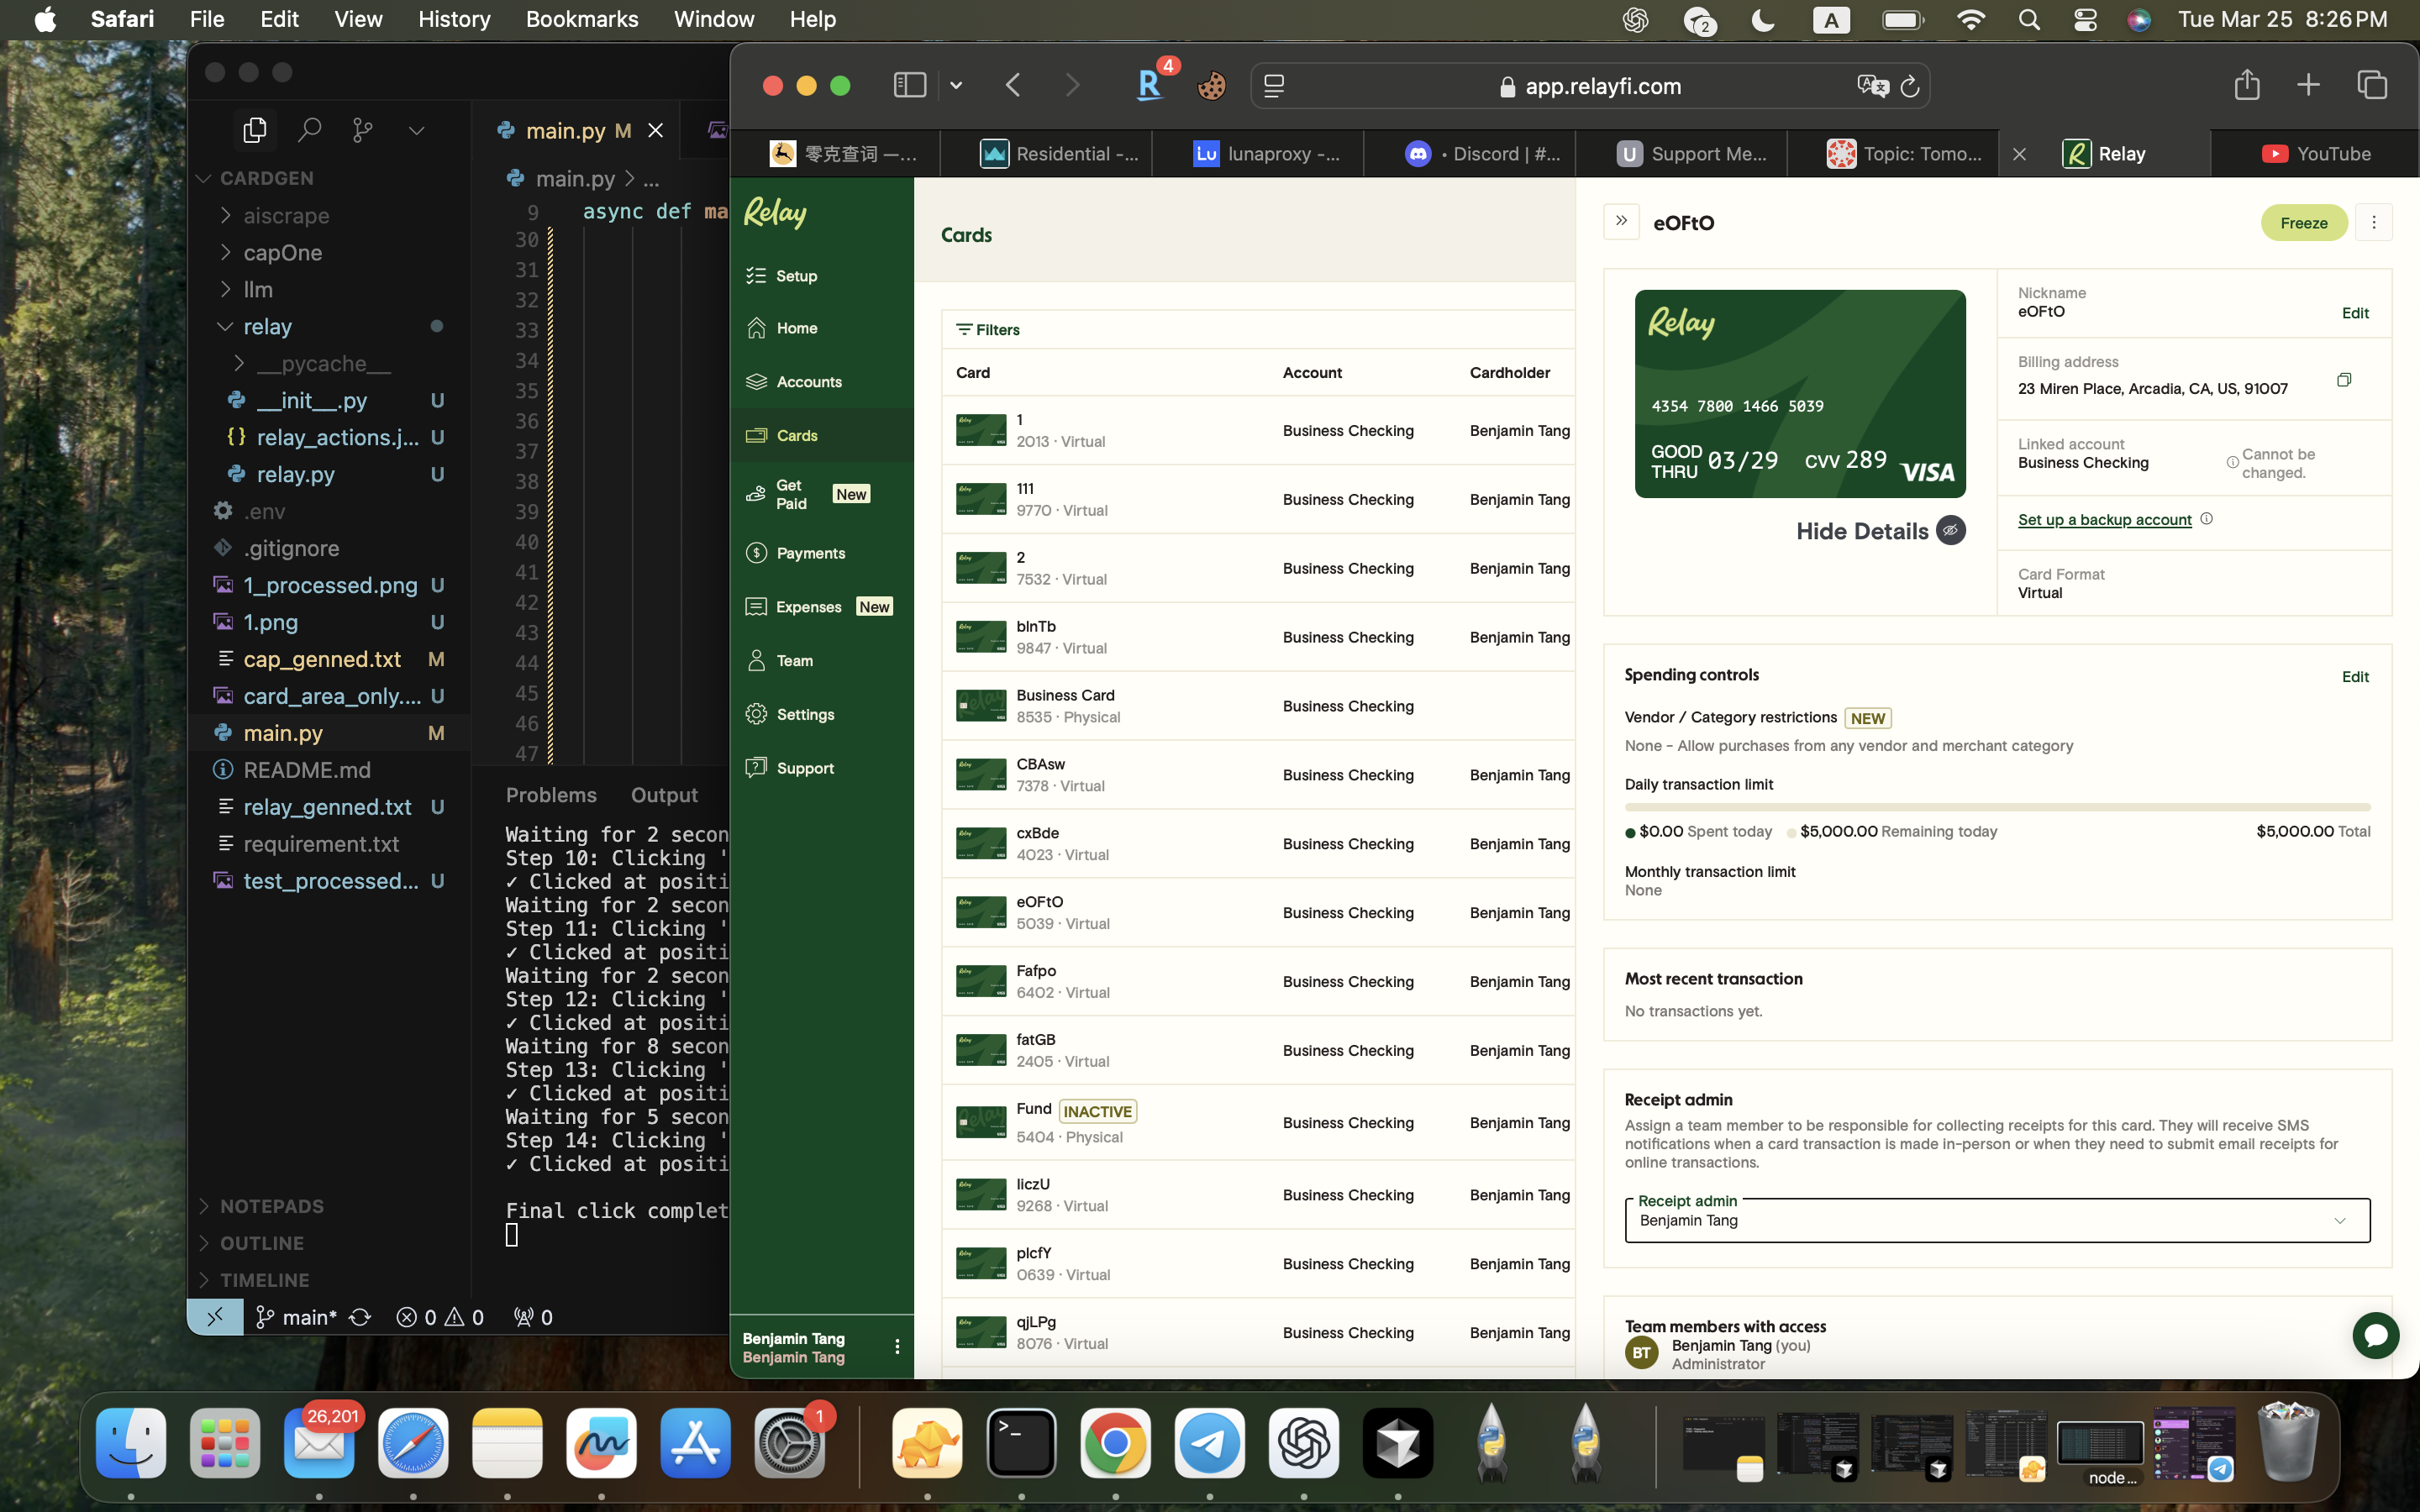 Safari File Edit View History Bookmarks Window Help
2 A Tue Mar 25 8:26 PM
CARDGEN
aiscrape
capOne
llm
relay
__pycache__
__init__.py U
relay_actions.j... U
relay.py U
.env
.gitignore
1_processed.png U
1.png U
cap_genned.txt M
card_area_only.... U
main.py M
README.md
relay_genned.txt U
requirement.txt
test_processed... U
NOTEPADS
OUTLINE
TIMELINE
main* 0 0 0
main.py M
main.py > ...
9 async def ma
30
31
32
33
34
35
36
37
38
39
40
41
42
43
44
45
46
47
Problems Output
Waiting for 2 secon
Step 10: Clicking '
✓ Clicked at positi
Waiting for 2 secon
Step 11: Clicking '
✓ Clicked at positi
Waiting for 2 secon
Step 12: Clicking '
✓ Clicked at positi
Waiting for 8 secon
Step 13: Clicking '
✓ Clicked at positi
Waiting for 5 secon
Step 14: Clicking '
✓ Clicked at positi
Final click complet
R 4 app.relayfi.com
零克查词 —...
Residential -...
Lu lunaproxy -...
• Discord | #...
U Support Me...
Topic: Tomo...
Relay
YouTube
Relay
Setup
Home
Accounts
Cards
Get Paid New
Payments
Expenses New
Team
Settings
Support
Benjamin Tang
Benjamin Tang
Cards
Filters
Card Account Cardholder
1
2013 · Virtual Business Checking Benjamin Tang
111
9770 · Virtual Business Checking Benjamin Tang
2
7532 · Virtual Business Checking Benjamin Tang
blnTb
9847 · Virtual Business Checking Benjamin Tang
Business Card
8535 · Physical Business Checking
CBAsw
7378 · Virtual Business Checking Benjamin Tang
cxBde
4023 · Virtual Business Checking Benjamin Tang
eOFtO
5039 · Virtual Business Checking Benjamin Tang
Fafpo
6402 · Virtual Business Checking Benjamin Tang
fatGB
2405 · Virtual Business Checking Benjamin Tang
Fund INACTIVE
5404 · Physical Business Checking Benjamin Tang
liczU
9268 · Virtual Business Checking Benjamin Tang
plcfY
0639 · Virtual Business Checking Benjamin Tang
qjLPg
8076 · Virtual Business Checking Benjamin Tang
eOFtO
Freeze
Relay
4354 7800 1466 5039
GOOD THRU 03/29 CVV 289 VISA
Hide Details
Nickname
eOFtO Edit
Billing address
23 Miren Place, Arcadia, CA, US, 91007
Linked account
Business Checking Cannot be changed.
Set up a backup account
Card Format
Virtual
Spending controls Edit
Vendor / Category restrictions NEW
None - Allow purchases from any vendor and merchant category
Daily transaction limit
$0.00 Spent today $5,000.00 Remaining today $5,000.00 Total
Monthly transaction limit
None
Most recent transaction
No transactions yet.
Receipt admin
Assign a team member to be responsible for collecting receipts for this card. They will receive SMS
notifications when a card transaction is made in-person or when they need to submit email receipts for
online transactions.
Receipt admin
Benjamin Tang
Team members with access
BT Benjamin Tang (you)
Administrator
26,201
1
node...